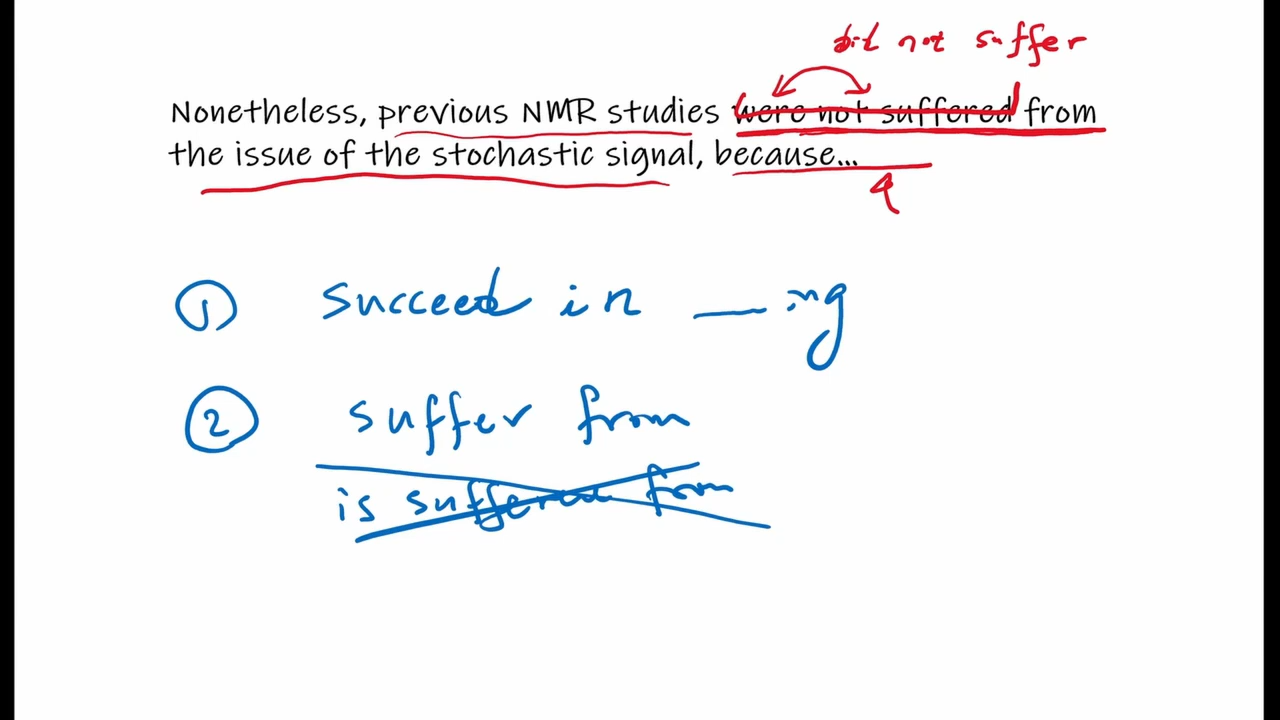 did not suffer
Nonetheless, previous NMR studies were not suffered from
the issue of the stochastic signal, because...
1 succeed in ___ing
2 suffer from
is suffered from